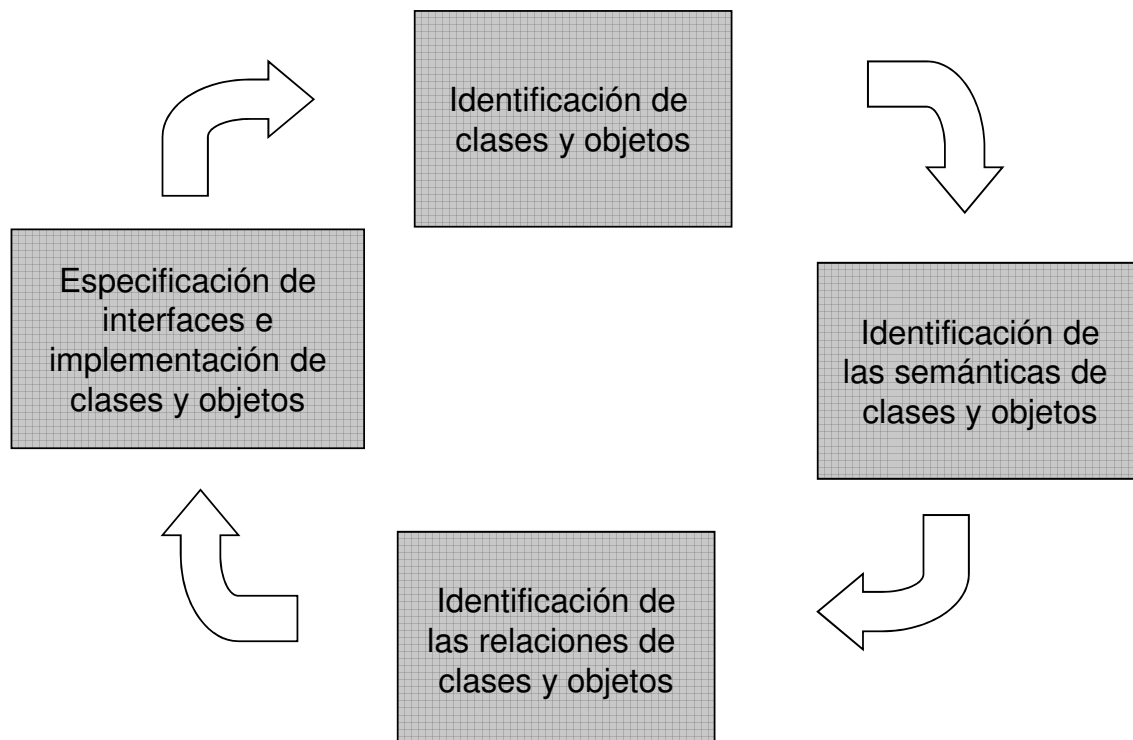 Identificación de
clases y objetos
Identificación de
las semánticas de
clases y objetos
Identificación de
las relaciones de
clases y objetos
Especificación de
interfaces e
implementación de
clases y objetos